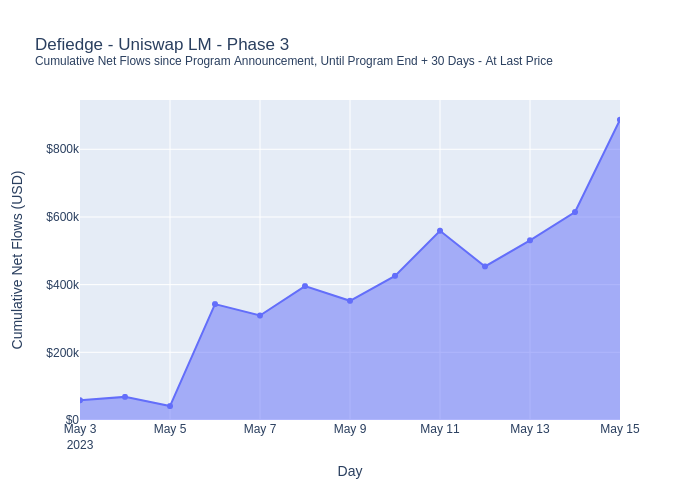 Defiedge - Uniswap LM - Phase 3
Cumulative Net Flows since Program Announcement, Until Program End + 30 Days - At Last Price
Cumulative Net Flows (USD)
$800k
$600k
$400k
$200k
$0
May 3
2023
May 5
May 7
May 9
May 11
May 13
May 15
Day